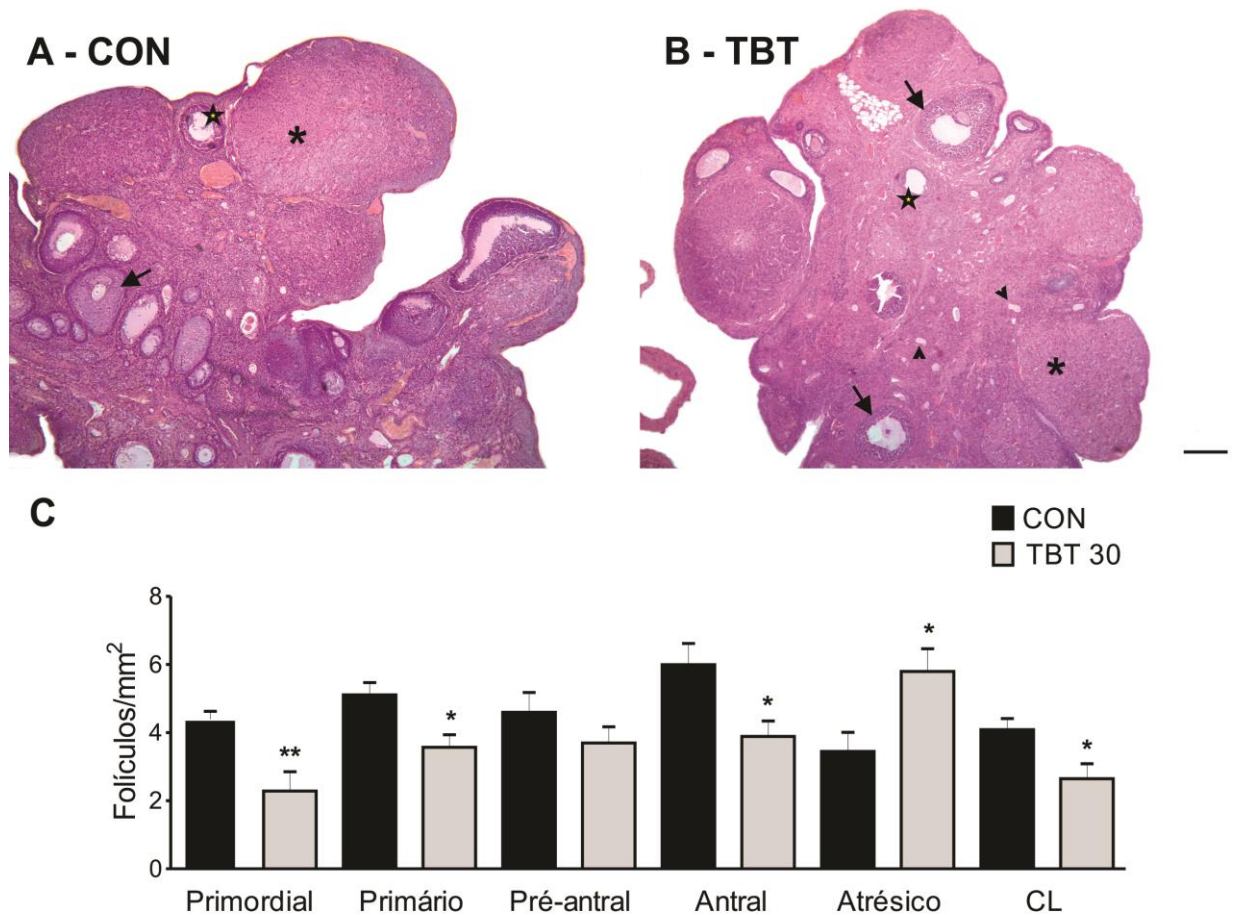 A - CON
B - TBT
C
CON
TBT 30
Folículos/mm²
8
6
4
2
0
**
*
*
*
*
Primordial
Primário
Pré-antral
Antral
Atrésico
CL